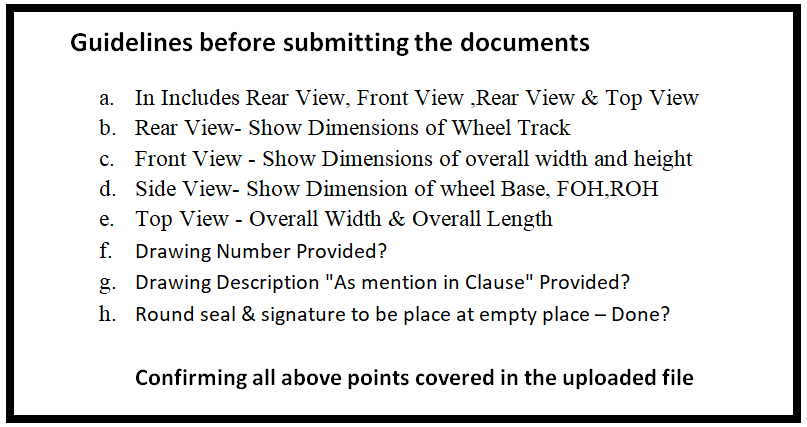 Guidelines before submitting the documents
a. In Includes Rear View, Front View ,Rear View & Top View
b. Rear View- Show Dimensions of Wheel Track
c. Front View - Show Dimensions of overall width and height
d. Side View- Show Dimension of wheel Base, FOH,ROH
e. Top View - Overall Width & Overall Length
f. Drawing Number Provided?
g. Drawing Description "As mention in Clause" Provided?
h. Round seal & signature to be place at empty place – Done?
Confirming all above points covered in the uploaded file